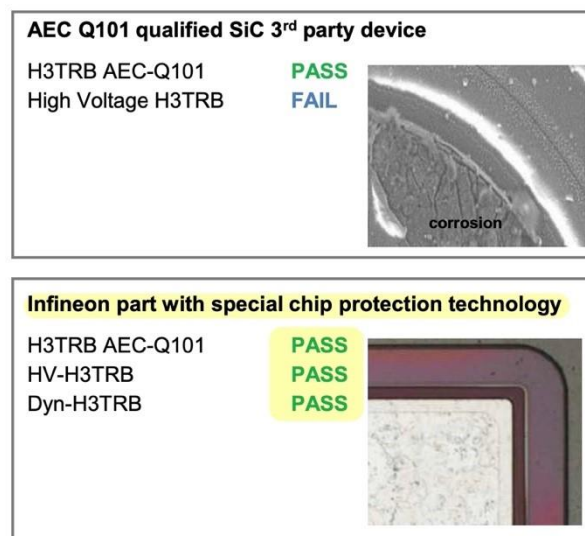 AEC Q101 qualified SiC 3rd party device
H3TRB AEC-Q101 PASS
High Voltage H3TRB FAIL
corrosion
Infineon part with special chip protection technology
H3TRB AEC-Q101 PASS
HV-H3TRB PASS
Dyn-H3TRB PASS